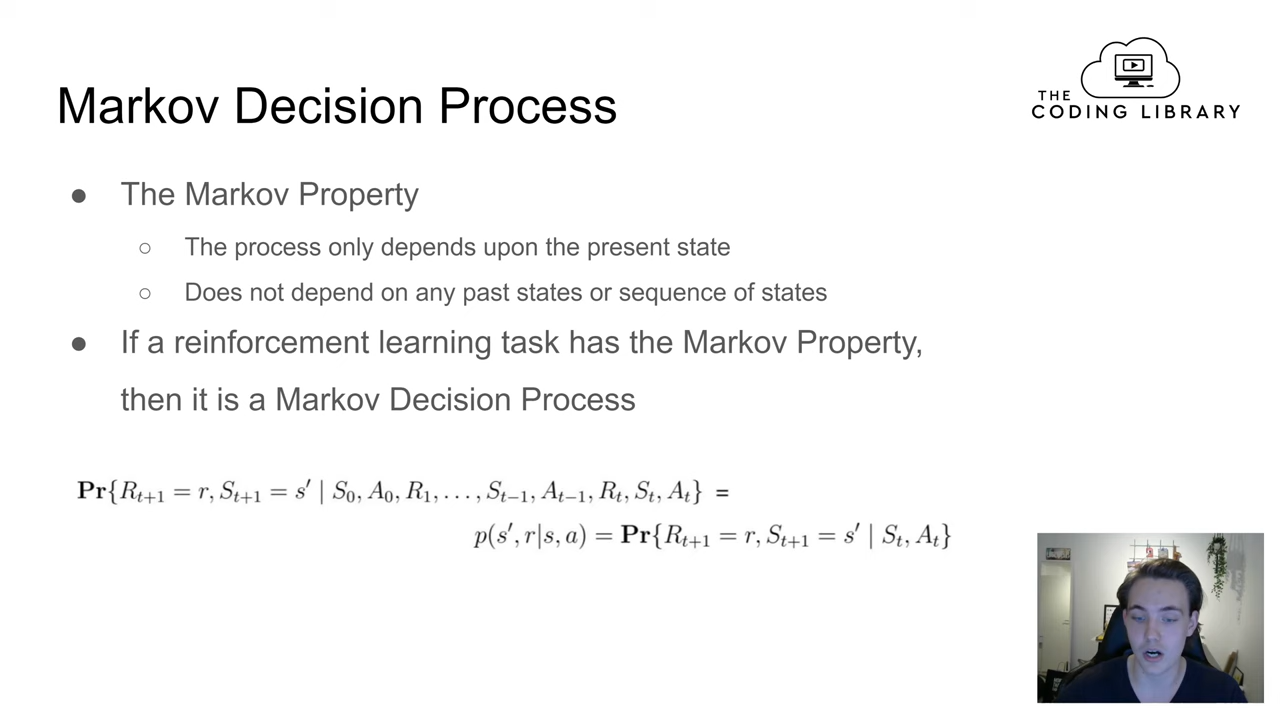 THE
CODING LIBRARY
Markov Decision Process
● The Markov Property
○ The process only depends upon the present state
○ Does not depend on any past states or sequence of states
● If a reinforcement learning task has the Markov Property,
then it is a Markov Decision Process
Pr{R_{t+1} = r, S_{t+1} = s′ | S_0, A_0, R_1, . . . , S_{t−1}, A_{t−1}, R_t, S_t, A_t} =
p(s′, r|s, a) = Pr{R_{t+1} = r, S_{t+1} = s′ | S_t, A_t}